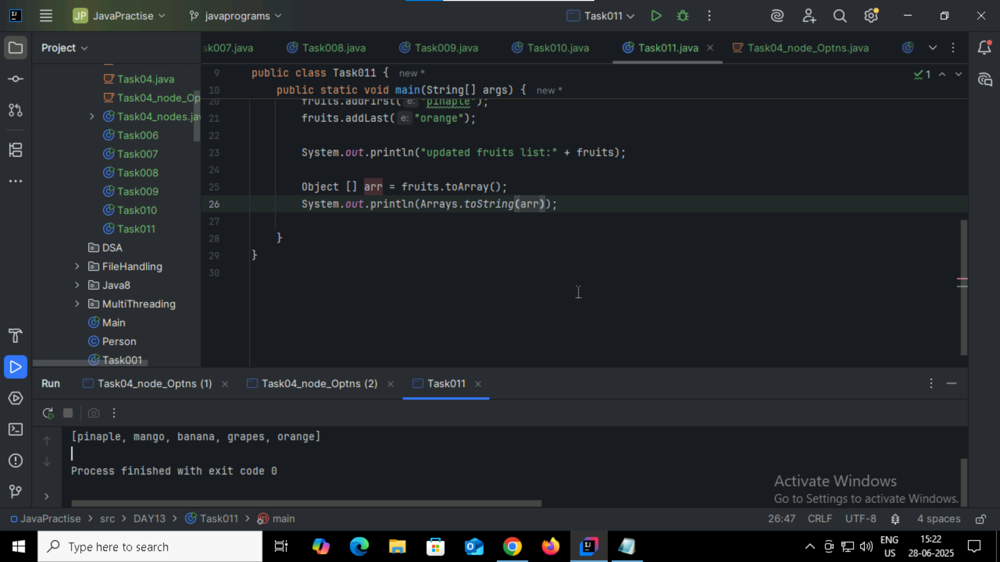 JP JavaPractise javaprograms Task011
Project sk007.java Task008.java Task009.java Task010.java Task011.java Task04_node_Optns.java
Task04.java
Task04_node_Op
Task04_nodes.ja
Task006
Task007
Task008
Task009
Task010
Task011
DSA
FileHandling
Java8
MultiThreading
Main
Person
Task001
9 public class Task011 { new *
10 public static void main(String[] args) { new *
1
20 fruits.addFirst( e: "pinaple");
21 fruits.addLast( e: "orange");
22
23 System.out.println("updated fruits list:" + fruits);
24
25 Object [] arr = fruits.toArray();
26 System.out.println(Arrays.toString(arr));
27
28 }
29 }
30
Run Task04_node_Optns (1) Task04_node_Optns (2) Task011
[pinaple, mango, banana, grapes, orange]
Process finished with exit code 0
Activate Windows
Go to Settings to activate Windows.
JavaPractise > src > DAY13 > Task011 > main 26:47 CRLF UTF-8 4 spaces
Type here to search
ENG
US
15:22
28-06-2025